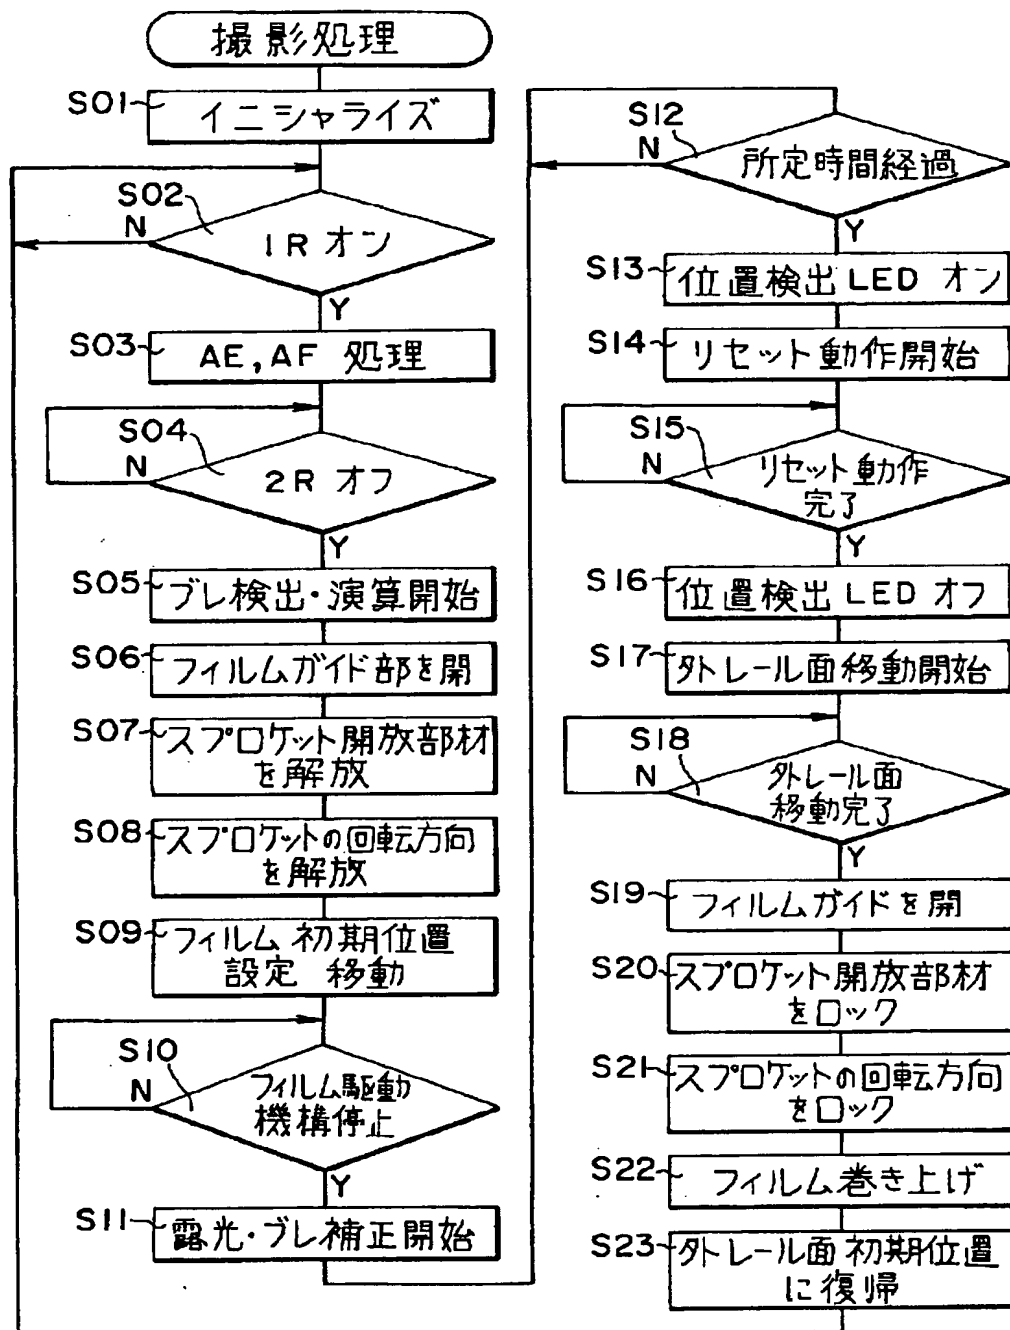 撮影処理
S01
イニシャライズ
S02
N
1R オン
Y
S03
AE,AF 処理
S04
N
2R オフ
Y
S05
ブレ検出・演算開始
S06
フィルムガイド部を開
S07
スプロケット開放部材
を解放
S08
スプロケットの回転方向
を解放
S09
フィルム 初期位置
設定 移動
S10
N
フィルム駆動
機構停止
Y
S11
露光・ブレ補正開始
S12
N
所定時間経過
Y
S13
位置検出 LED オン
S14
リセット動作開始
S15
N
リセット動作
完了
Y
S16
位置検出 LED オフ
S17
外レール面移動開始
S18
N
外レール面
移動完了
Y
S19
フィルムガイドを開
S20
スプロケット開放部材
をロック
S21
スプロケットの回転方向
をロック
S22
フィルム巻き上げ
S23
外レール面初期位置
に復帰